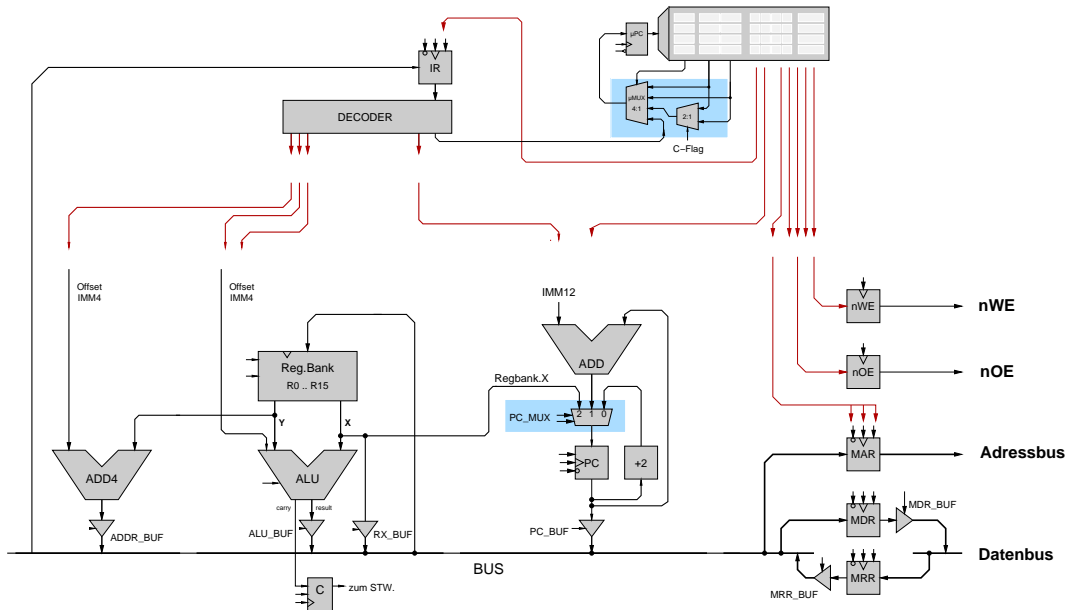 µPC
IR
µMUX
4:1
2:1
DECODER
C−Flag
Offset
IMM4
Offset
IMM4
IMM12
nWE
nWE
ADD
Reg.Bank
R0 .. R15
nOE
nOE
Regbank.X
PC_MUX
2 1 0
Y
X
MAR
Adressbus
PC
+2
ADD4
ALU
carry
result
MDR_BUF
MDR
ADDR_BUF
ALU_BUF
RX_BUF
PC_BUF
Datenbus
BUS
MRR
MRR_BUF
C
zum STW.